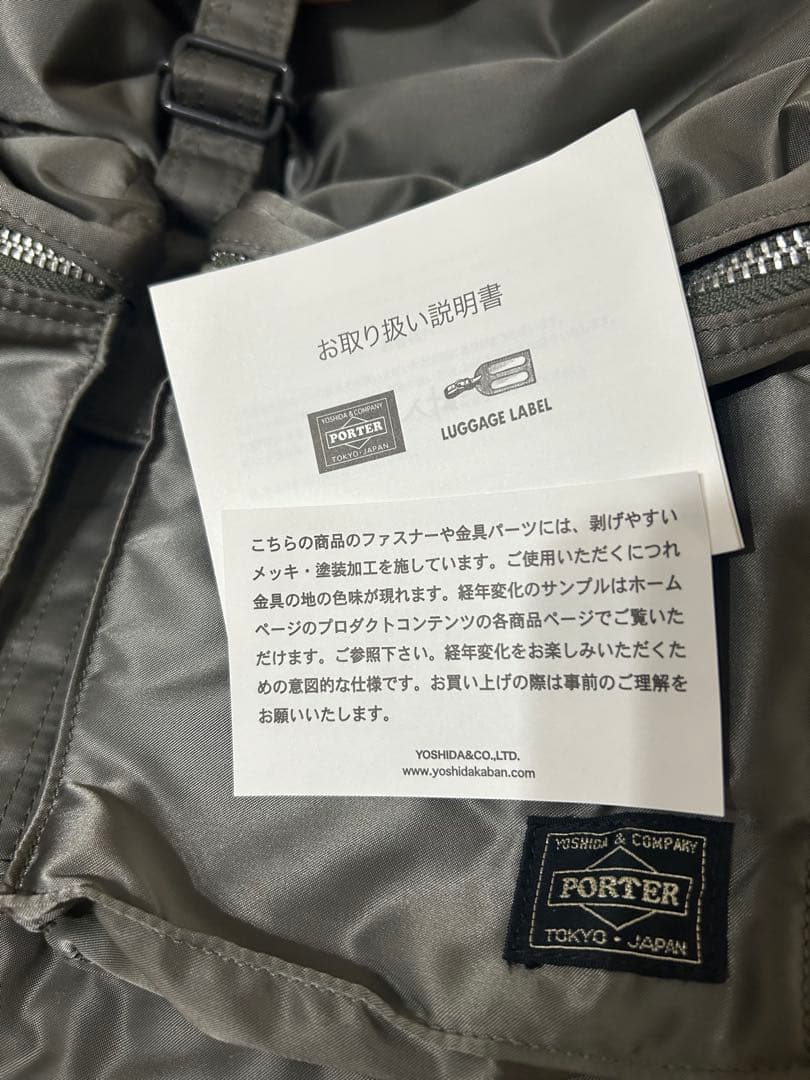 お取り扱い説明書
YOSHIDA & COMPANY
PORTER
TOKYO・JAPAN
LUGGAGE LABEL
こちらの商品のファスナーや金具パーツには、剥げやすい
メッキ・塗装加工を施しています。ご使用いただくにつれ
金具の地の色味が現れます。経年変化のサンプルはホーム
ページのプロダクトコンテンツの各商品ページでご覧いた
だけます。ご参照下さい。経年変化をお楽しみいただくた
めの意図的な仕様です。お買い上げの際は事前のご理解を
お願いいたします。
YOSHIDA&CO.,LTD.
www.yoshidakaban.com
YOSHIDA & COMPANY
PORTER
TOKYO・JAPAN